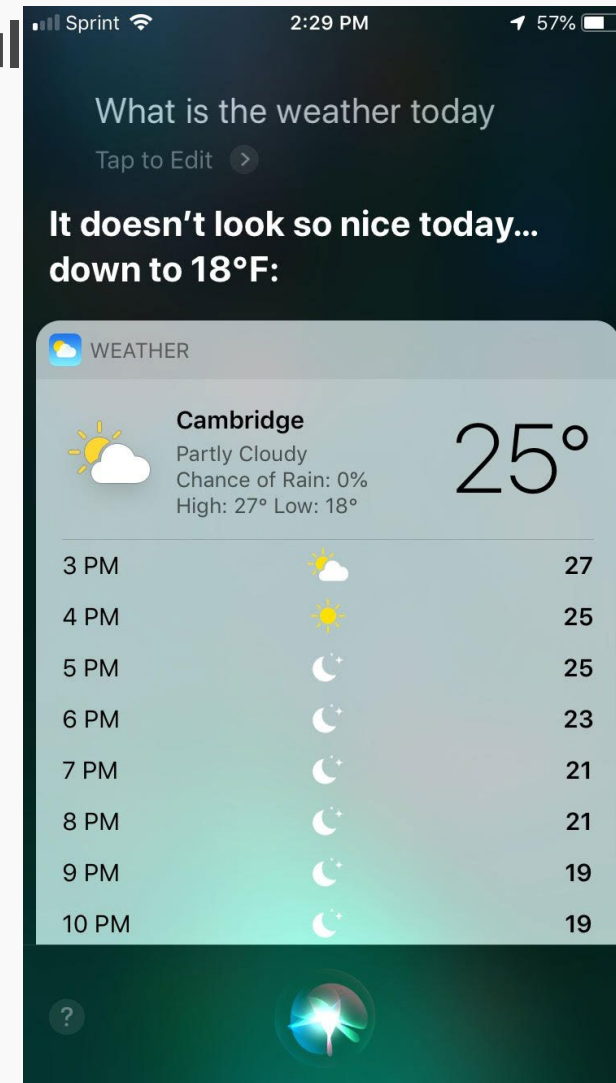 Sprint 2:29 PM 57%
What is the weather today
Tap to Edit >
It doesn't look so nice today…
down to 18°F:
WEATHER
Cambridge
Partly Cloudy
Chance of Rain: 0%
High: 27° Low: 18°
25°
3 PM 27
4 PM 25
5 PM 25
6 PM 23
7 PM 21
8 PM 21
9 PM 19
10 PM 19
?